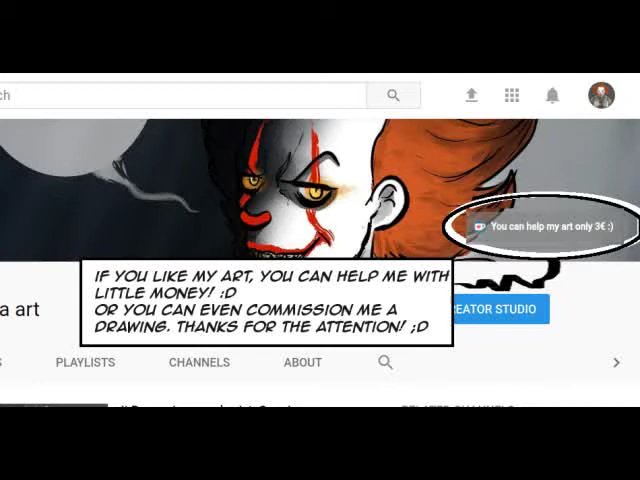 ch
You can help my art only 3€ :)
IF YOU LIKE MY ART, YOU CAN HELP ME WITH
LITTLE MONEY! :D
OR YOU CAN EVEN COMMISSION ME A
DRAWING. THANKS FOR THE ATTENTION! ;D
a art
EATOR STUDIO
PLAYLISTS
CHANNELS
ABOUT